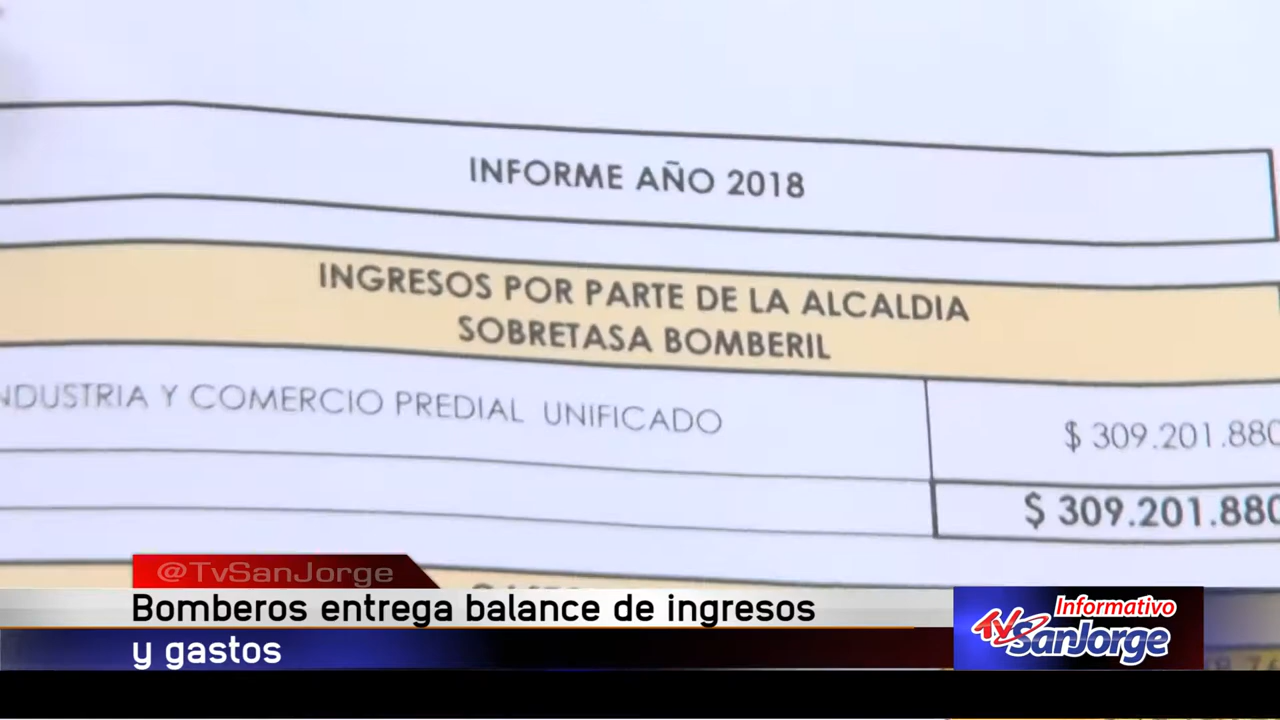 INFORME AÑO 2018
INGRESOS POR PARTE DE LA ALCALDIA
SOBRETASA BOMBERIL
NDUSTRIA Y COMERCIO PREDIAL UNIFICADO
$ 309.201.880
$ 309.201.880
@TvSanJorge
Bomberos entrega balance de ingresos
y gastos
Informativo
TV SanJorge